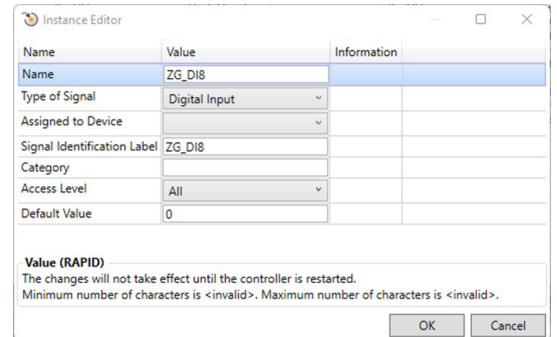 Instance Editor
Name Value Information
Name ZG_DI8
Type of Signal Digital Input
Assigned to Device
Signal Identification Label ZG_DI8
Category
Access Level All
Default Value 0
Value (RAPID)
The changes will not take effect until the controller is restarted.
Minimum number of characters is <invalid>. Maximum number of characters is <invalid>.
OK Cancel